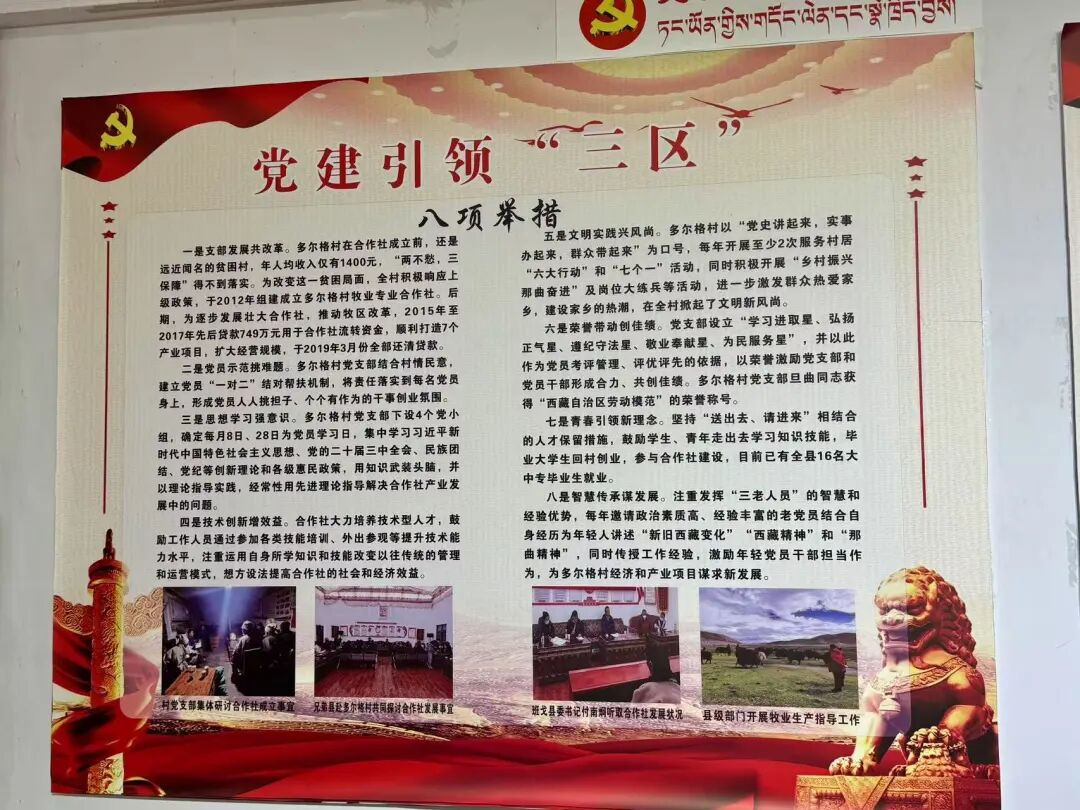 ཏང་ཡོན་གྱིས་གདོང་ལེན་དང་སྣེ་ཁྲིད་བྱས།
党建引领“三区”
八项举措
一是支部发展共改革。多尔格村在合作社成立前，还是
远近闻名的贫困村，年人均收入仅有1400元，“两不愁，三
保障”得不到落实。为改变这一贫困局面，全村积极响应上
级政策，于2012年组建成立多尔格村牧业专业合作社。后
期，为逐步发展壮大合作社，推动牧区改革，2015年至
2017年先后贷款749万元用于合作社流转资金，顺利打造7个
产业项目，扩大经营规模，于2019年3月份全部还清贷款。
二是党员示范挑难题。多尔格村党支部结合村情民意，
建立党员“一对二”结对帮扶机制，将责任落实到每名党员
身上，形成党员人人挑担子、个个有作为的干事创业氛围。
三是思想学习强意识。多尔格村党支部下设4个党小
组，确定每月8日、28日为党员学习日，集中学习习近平新
时代中国特色社会主义思想、党的二十届三中全会、民族团
结、党纪等创新理论和各级惠民政策，用知识武装头脑，并
以理论指导实践，经常性用先进理论指导解决合作社产业发
展中的问题。
四是技术创新增效益。合作社大力培养技术型人才，鼓
励工作人员通过参加各类技能培训、外出参观等提升技术能
力水平，注重运用自身所学知识和技能改变以往传统的管理
和运营模式，想方设法提高合作社的社会和经济效益。
五是文明实践兴风尚。多尔格村以“党史讲起来，实事
办起来，群众带起来”为口号，每年开展至少2次服务村居
“六大行动”和“七个一”活动，同时积极开展“乡村振兴
那曲奋进”及岗位大练兵等活动，进一步激发群众热爱家
乡，建设家乡的热潮，在全村掀起了文明新风尚。
六是荣誉带动创佳绩。党支部设立“学习进取星、弘扬
正气星、遵纪守法星、敬业奉献星、为民服务星”，并以此
作为党员考评管理、评优评先的依据，以荣誉激励党支部和
党员干部形成合力、共创佳绩。多尔格村党支部旦曲同志获
得“西藏自治区劳动模范”的荣誉称号。
七是青春引领新理念。坚持“送出去、请进来”相结合
的人才保留措施，鼓励学生、青年走出去学习知识技能，毕
业大学生回村创业，参与合作社建设，目前已有全县16名大
中专毕业生就业。
八是智慧传承谋发展。注重发挥“三老人员”的智慧和
经验优势，每年邀请政治素质高、经验丰富的老党员结合自
身经历为年轻人讲述“新旧西藏变化”“西藏精神”和“那
曲精神”，同时传授工作经验，激励年轻党员干部担当作
为，为多尔格村经济和产业项目谋求新发展。
村党支部集体研讨合作社成立事宜
兄弟县赴多尔格村共同探讨合作社发展事宜
班戈县委书记付南翔听取合作社发展状况
县级部门开展牧业生产指导工作